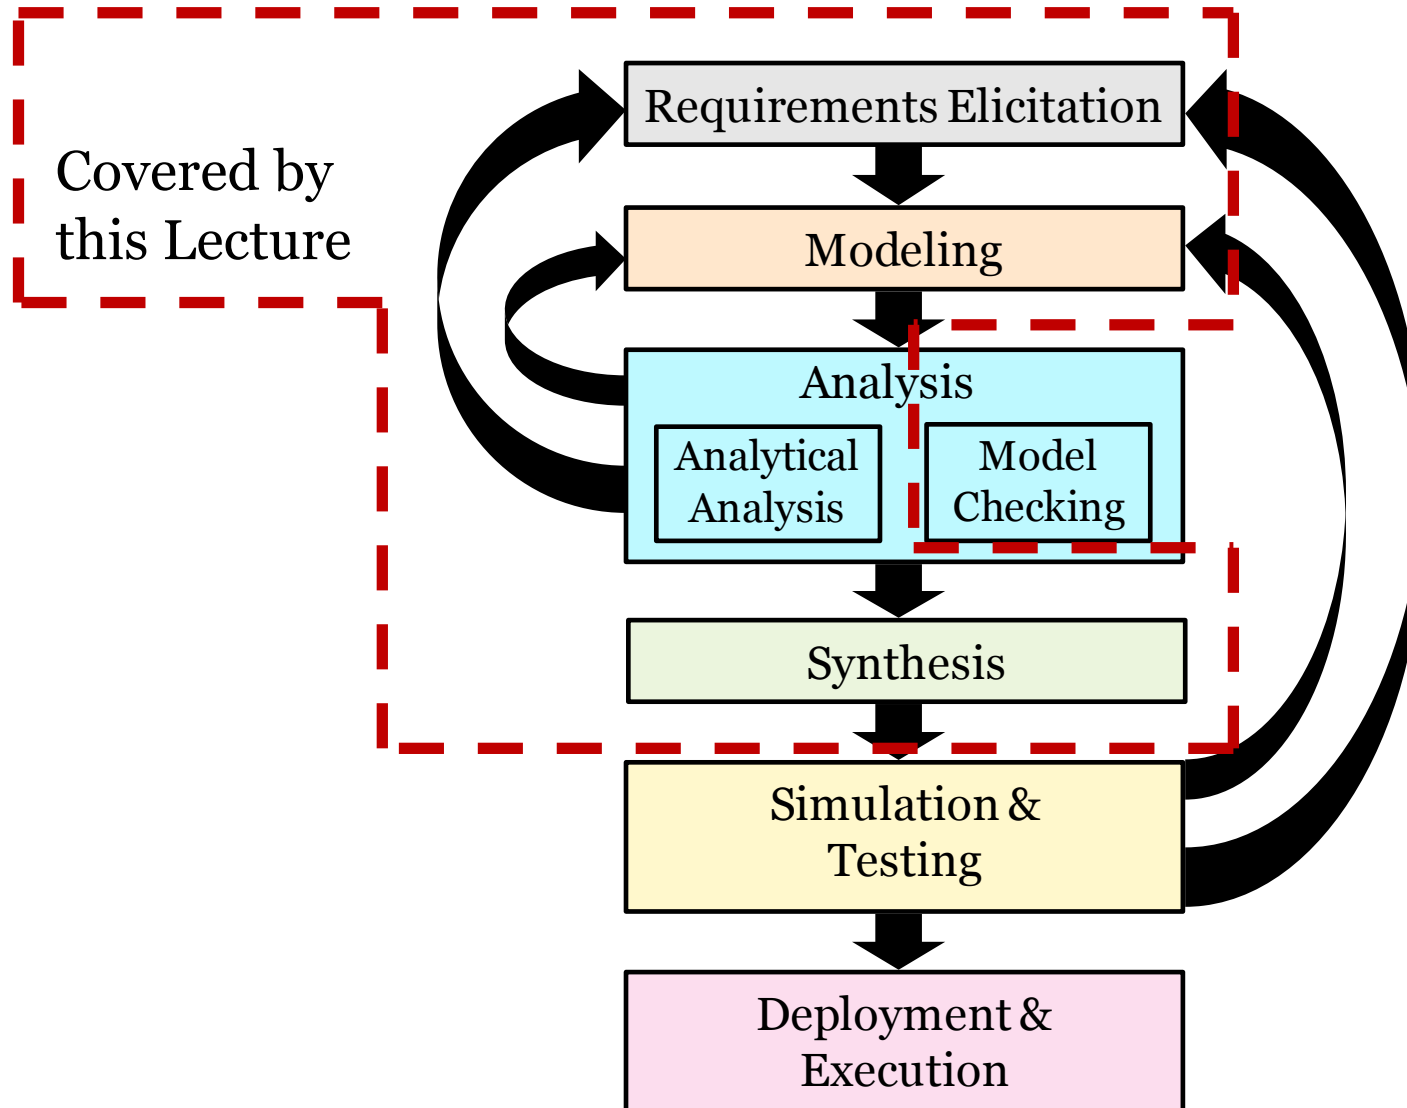 Requirements Elicitation
Covered by
this Lecture
Modeling
Analysis
Analytical
Analysis
Model
Checking
Synthesis
Simulation &
Testing
Deployment &
Execution